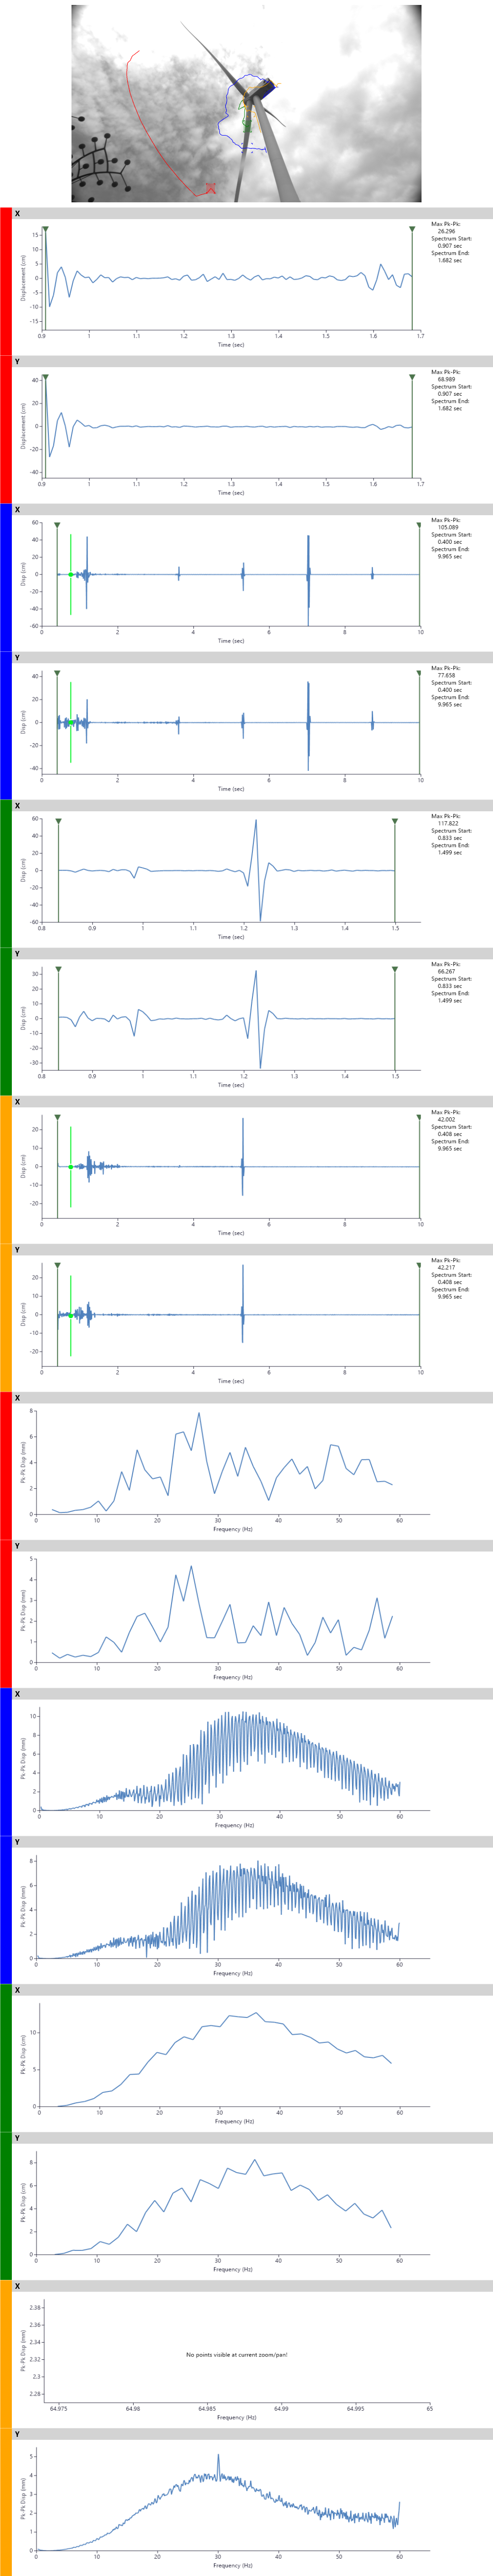 X
Displacement (cm)
15
10
5
0
-5
-10
-15
0.9 1 1.1 1.2 1.3 1.4 1.5 1.6 1.7
Time (sec)
Max Pk-Pk:
26.296
Spectrum Start:
0.907 sec
Spectrum End:
1.682 sec
Y
Displacement (cm)
40
20
0
-20
-40
0.9 1 1.1 1.2 1.3 1.4 1.5 1.6 1.7
Time (sec)
Max Pk-Pk:
68.989
Spectrum Start:
0.907 sec
Spectrum End:
1.682 sec
X
Disp (cm)
60
40
20
0
-20
-40
-60
0 2 4 6 8 10
Time (sec)
Max Pk-Pk:
105.089
Spectrum Start:
0.400 sec
Spectrum End:
9.965 sec
Y
Disp (cm)
40
20
0
-20
-40
0 2 4 6 8 10
Time (sec)
Max Pk-Pk:
77.658
Spectrum Start:
0.400 sec
Spectrum End:
9.965 sec
X
Disp (cm)
60
40
20
0
-20
-40
-60
0.8 0.9 1 1.1 1.2 1.3 1.4 1.5
Time (sec)
Max Pk-Pk:
117.822
Spectrum Start:
0.833 sec
Spectrum End:
1.499 sec
Y
Disp (cm)
30
20
10
0
-10
-20
-30
0.8 0.9 1 1.1 1.2 1.3 1.4 1.5
Time (sec)
Max Pk-Pk:
66.267
Spectrum Start:
0.833 sec
Spectrum End:
1.499 sec
X
Disp (cm)
20
10
0
-10
-20
0 2 4 6 8 10
Time (sec)
Max Pk-Pk:
42.002
Spectrum Start:
0.408 sec
Spectrum End:
9.965 sec
Y
Disp (cm)
20
10
0
-10
-20
0 2 4 6 8 10
Time (sec)
Max Pk-Pk:
42.217
Spectrum Start:
0.408 sec
Spectrum End:
9.965 sec
X
Pk-Pk Disp (mm)
8
6
4
2
0
0 10 20 30 40 50 60
Frequency (Hz)
Y
Pk-Pk Disp (mm)
5
4
3
2
1
0
0 10 20 30 40 50 60
Frequency (Hz)
X
Pk-Pk Disp (mm)
10
8
6
4
2
0
0 10 20 30 40 50 60
Frequency (Hz)
Y
Pk-Pk Disp (mm)
8
6
4
2
0
0 10 20 30 40 50 60
Frequency (Hz)
X
Pk-Pk Disp (cm)
10
5
0
0 10 20 30 40 50 60
Frequency (Hz)
Y
Pk-Pk Disp (cm)
8
6
4
2
0
0 10 20 30 40 50 60
Frequency (Hz)
X
Pk-Pk Disp (mm)
2.38
2.36
2.34
2.32
2.3
2.28
No points visible at current zoom/pan!
64.975 64.98 64.985 64.99 64.995 65
Frequency (Hz)
Y
Pk-Pk Disp (mm)
5
4
3
2
1
0
0 10 20 30 40 50 60
Frequency (Hz)